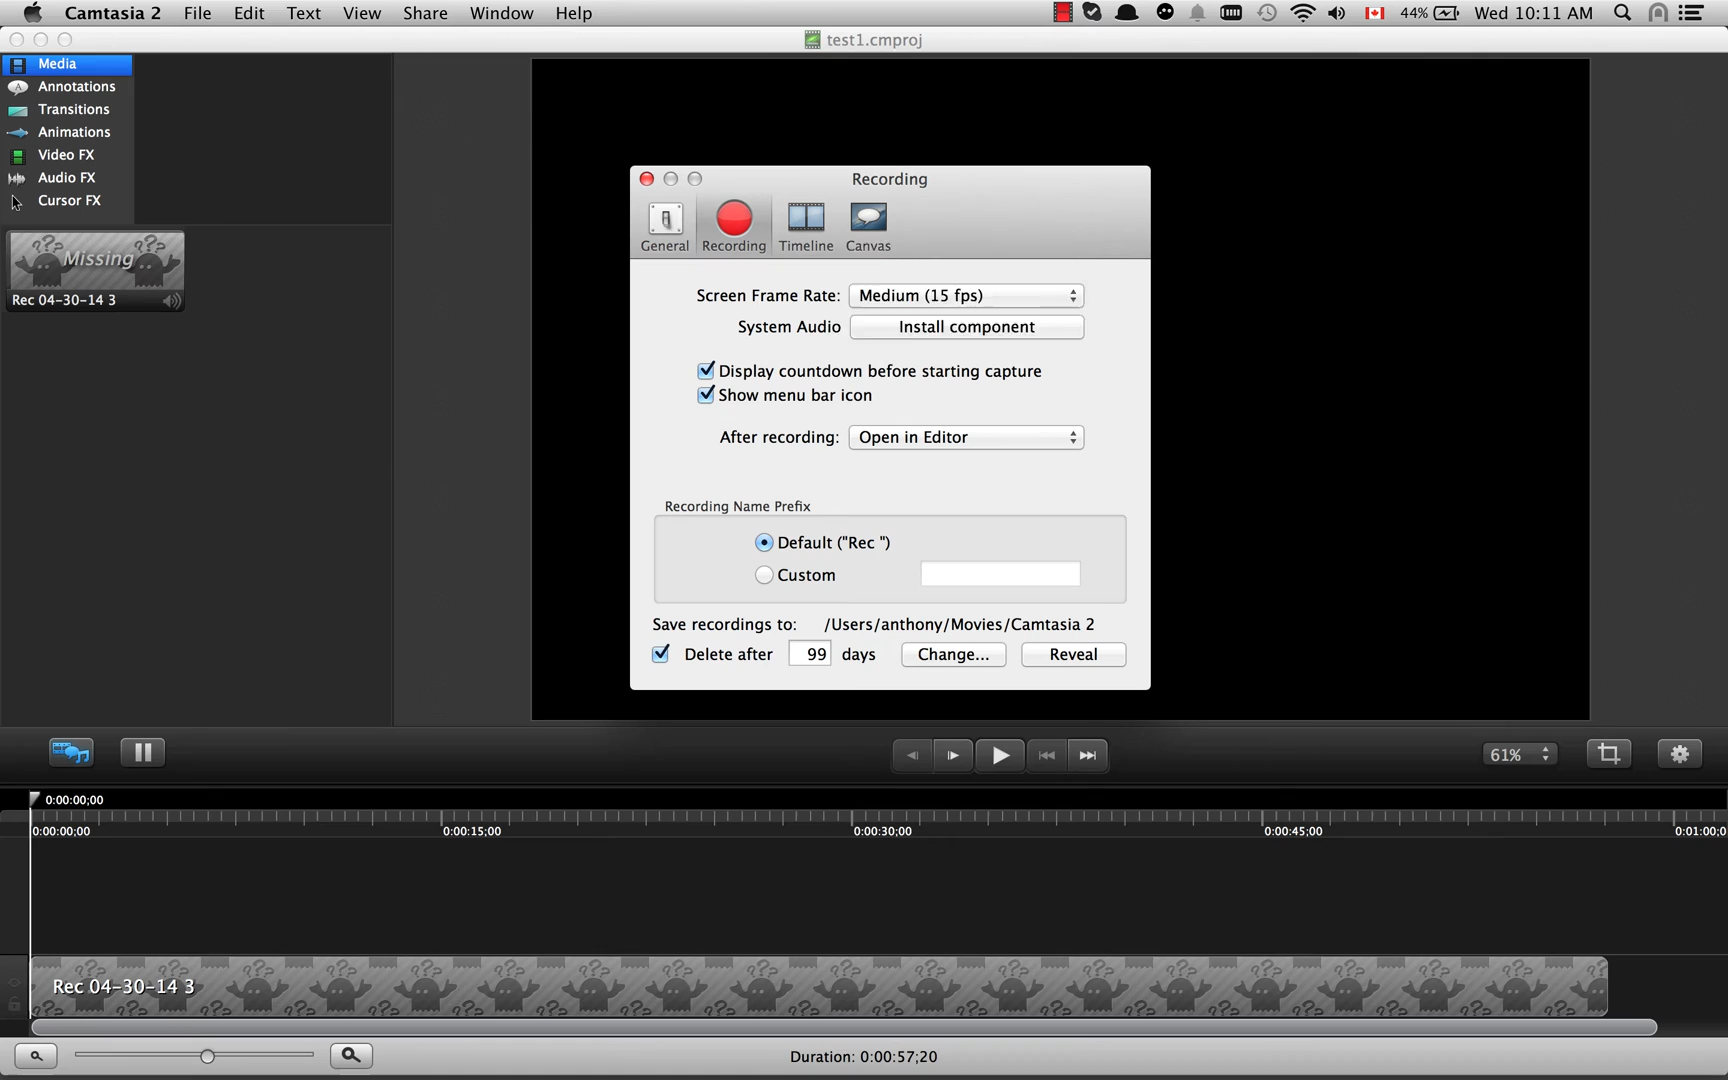 Camtasia 2 File Edit Text View Share Window Help 44% Wed 10:11 AM
test1.cmproj
Media
Annotations
Transitions
Animations
Video FX
Audio FX
Cursor FX
??? Missing ???
Rec 04-30-14 3
Recording
General Recording Timeline Canvas
Screen Frame Rate: Medium (15 fps)
System Audio Install component
Display countdown before starting capture
Show menu bar icon
After recording: Open in Editor
Recording Name Prefix
Default ("Rec ")
Custom
Save recordings to: /Users/anthony/Movies/Camtasia 2
Delete after 99 days Change... Reveal
61%
0:00:00;00
0:00:00;00 0:00:15;00 0:00:30;00 0:00:45;00 0:01:00;0
Rec 04-30-14 3
Duration: 0:00:57;20